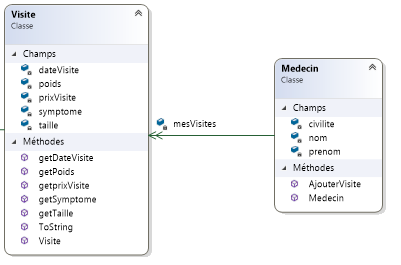 Visite
Classe
Champs
dateVisite
poids
prixVisite
symptome
taille
Méthodes
getDateVisite
getPoids
getprixVisite
getSymptome
getTaille
ToString
Visite
mesVisites
Medecin
Classe
Champs
civilite
nom
prenom
Méthodes
AjouterVisite
Medecin